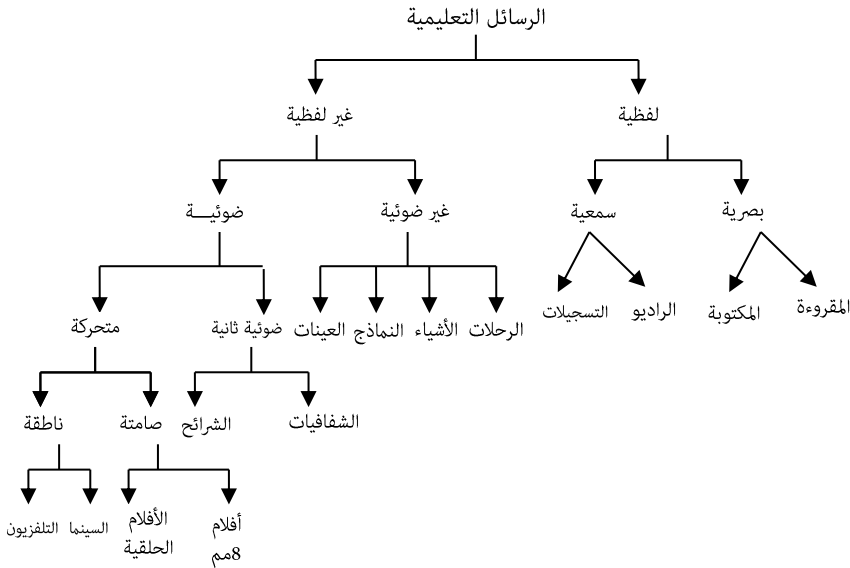 الرسائل التعليمية
لفظية
غير لفظية
بصرية
سمعية
غير ضوئية
ضوئيـــة
المقروءة
المكتوبة
الراديو
التسجيلات
الرحلات
الأشياء
النماذج
العينات
ضوئية ثانية
متحركة
الشفافيات
الشرائح
صامتة
ناطقة
أفلام
8مم
الأفلام
الحلقية
السينما
التلفزيون